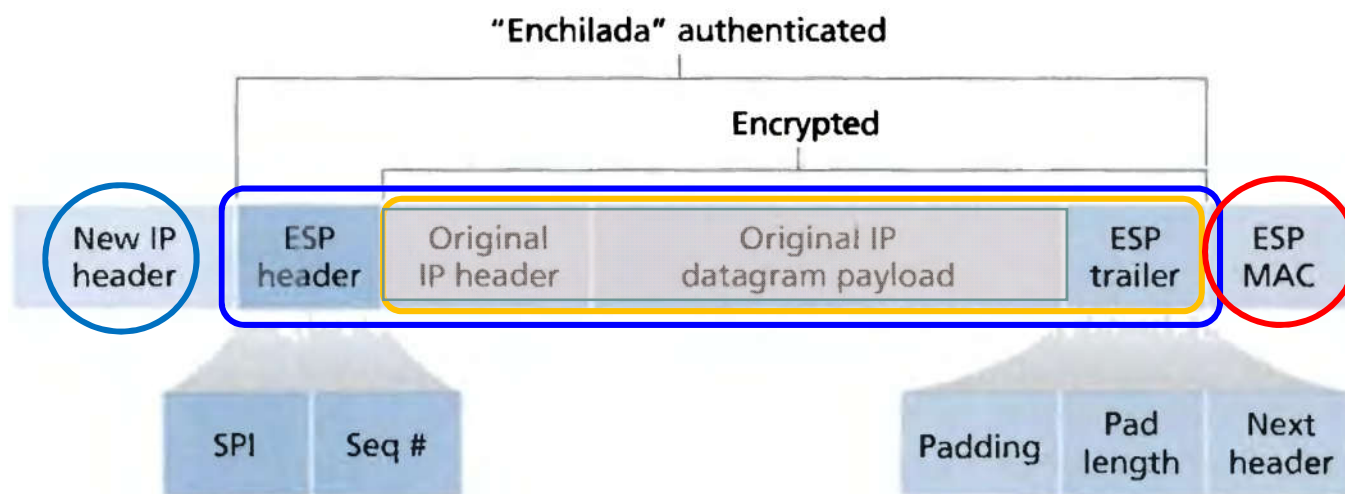 “Enchilada” authenticated
Encrypted
New IP
header
ESP
header
Original
IP header
Original IP
datagram payload
ESP
trailer
ESP
MAC
SPI
Seq #
Padding
Pad
length
Next
header